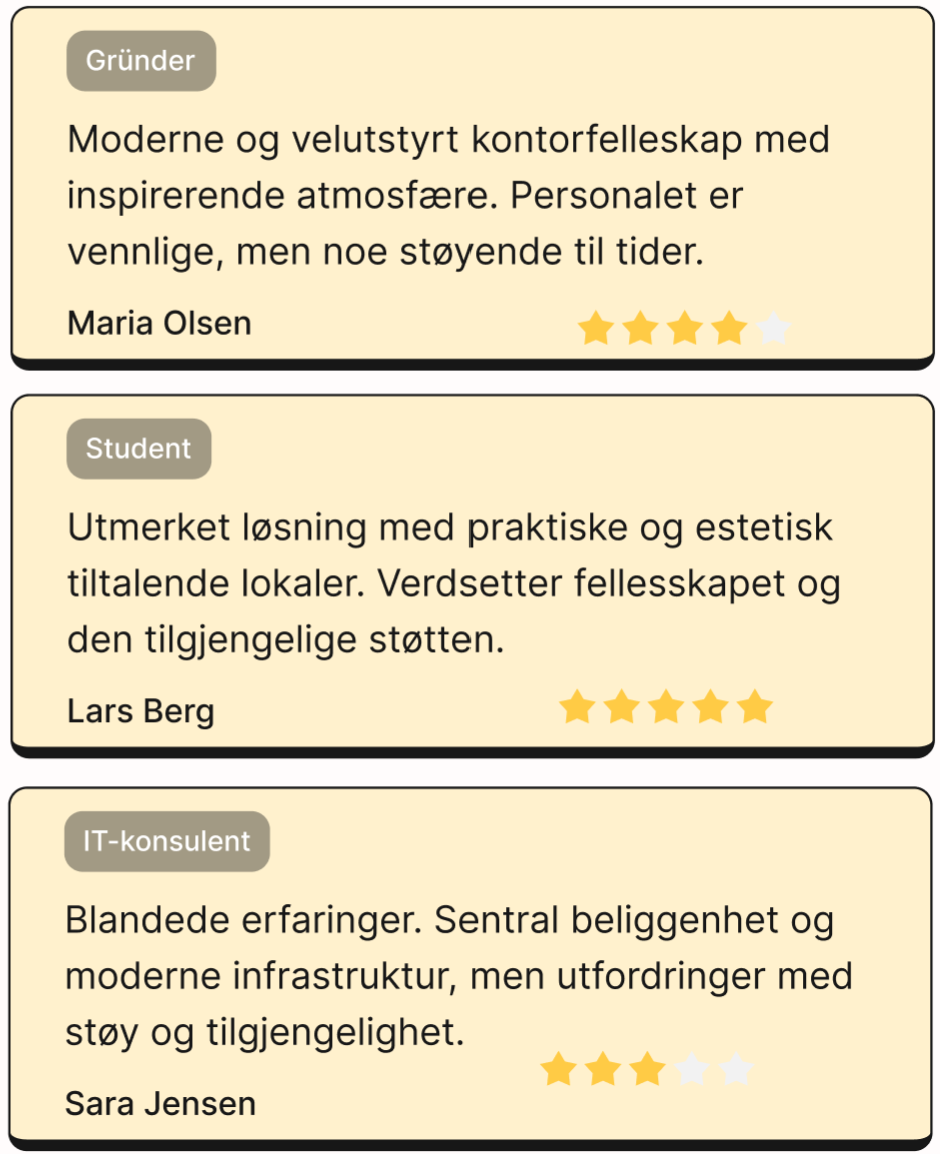 Gründer
Moderne og velutstyrt kontorfelleskap med
inspirerende atmosfære. Personalet er
vennlige, men noe støyende til tider.
Maria Olsen
Student
Utmerket løsning med praktiske og estetisk
tiltalende lokaler. Verdsetter fellesskapet og
den tilgjengelige støtten.
Lars Berg
IT-konsulent
Blandede erfaringer. Sentral beliggenhet og
moderne infrastruktur, men utfordringer med
støy og tilgjengelighet.
Sara Jensen